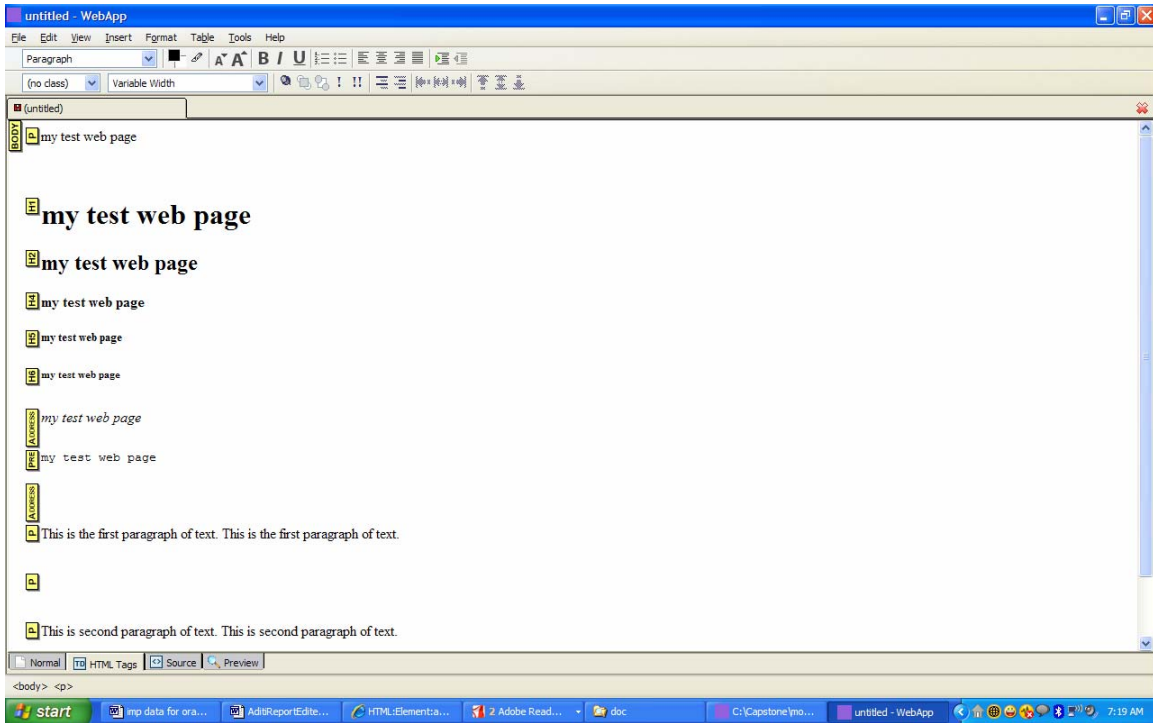 untitled - WebApp
File Edit View Insert Format Table Tools Help
Paragraph A A B I U
(no class) Variable Width ! !!
(untitled)
BODY P my test web page
H1 my test web page
H2 my test web page
H4 my test web page
H5 my test web page
H6 my test web page
ADDRESS my test web page
PRE my test web page
ADDRESS
P This is the first paragraph of text. This is the first paragraph of text.
P
P This is second paragraph of text. This is second paragraph of text.
Normal TD HTML Tags Source Preview
<body> <p>
start imp data for ora... AditiReportEdite... HTML:Element:a... 2 Adobe Read... doc C:\Capstone\mo... untitled - WebApp 7:19 AM